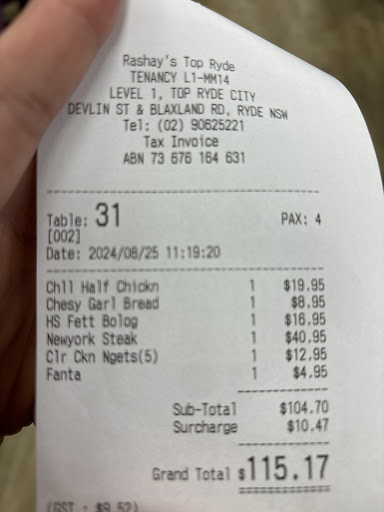 Rashay's Top Ryde
TENANCY L1-MM14
LEVEL 1, TOP RYDE CITY
DEVLIN ST & BLAXLAND RD, RYDE NSW
Tel: (02) 90625221
Tax Invoice
ABN 73 676 164 631
Table: 31 PAX: 4
[002]
Date: 2024/08/25 11:19:20
Chll Half Chickn 1 $19.95
Chesy Garl Bread 1 $8.95
HS Fett Bolog 1 $16.95
Newyork Steak 1 $40.95
Clr Ckn Ngets(5) 1 $12.95
Fanta 1 $4.95
Sub-Total $104.70
Surcharge $10.47
Grand Total $115.17
(GST : $9.52)